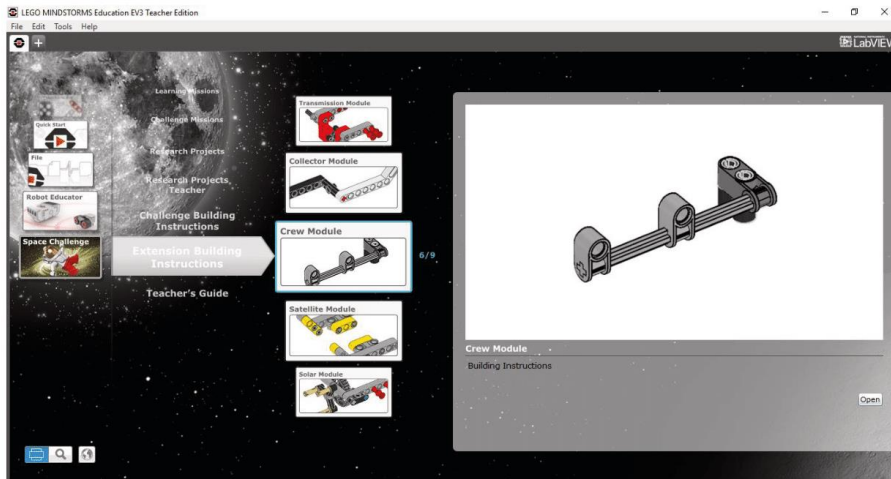 LEGO MINDSTORMS Education EV3 Teacher Edition
File Edit Tools Help
LabVIEW
Learning Missions
Challenge Missions
Research Projects
Research Projects
Teacher
Challenge Building
Instructions
Extension Building
Instructions
Teacher's Guide
Quick Start
File
Robot Educator
Space Challenge
Transmission Module
Collector Module
Crew Module
6/9
Satellite Module
Solar Module
Crew Module
Building Instructions
Open